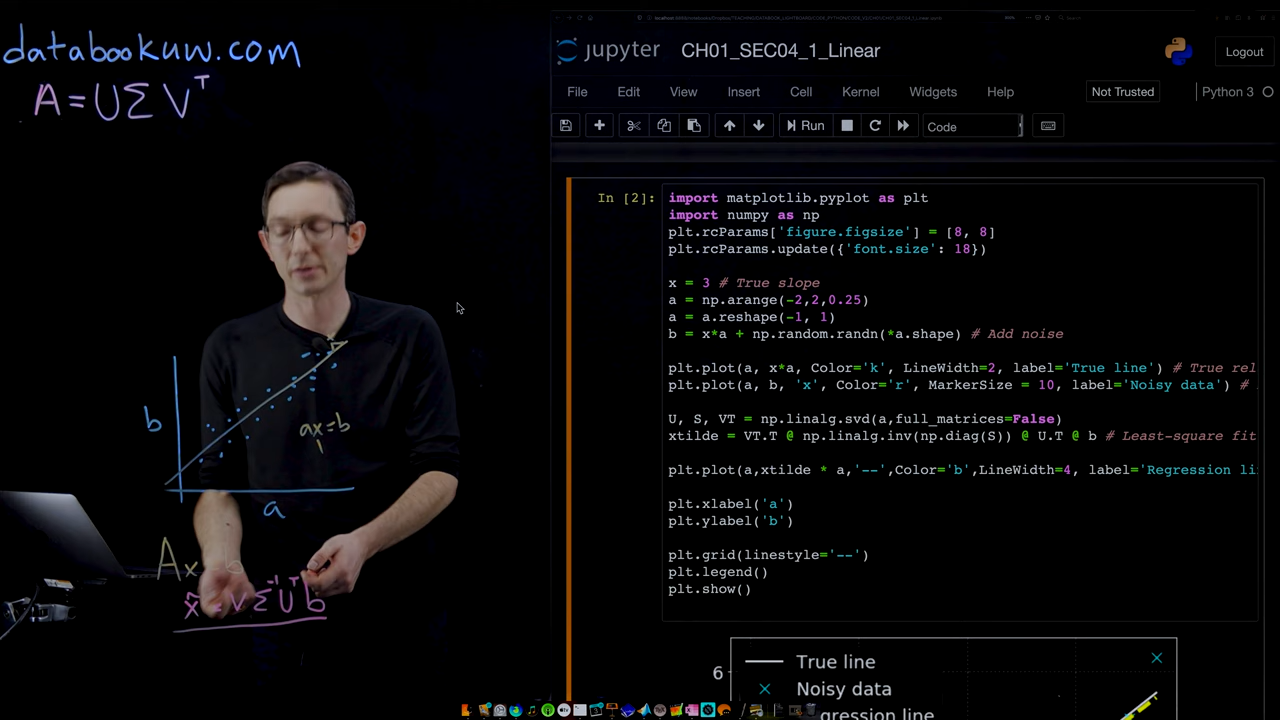 databookuw.com
A=UΣVᵀ
b
ax=b
a
Ax=b
x̃=VΣ⁻¹Uᵀb
jupyter CH01_SEC04_1_Linear
Logout
File Edit View Insert Cell Kernel Widgets Help
Not Trusted
Python 3
Run
Code
In [2]:
import matplotlib.pyplot as plt
import numpy as np
plt.rcParams['figure.figsize'] = [8, 8]
plt.rcParams.update({'font.size': 18})
x = 3 # True slope
a = np.arange(-2,2,0.25)
a = a.reshape(-1, 1)
b = x*a + np.random.randn(*a.shape) # Add noise
plt.plot(a, x*a, Color='k', LineWidth=2, label='True line') # True rel
plt.plot(a, b, 'x', Color='r', MarkerSize = 10, label='Noisy data') #
U, S, VT = np.linalg.svd(a,full_matrices=False)
xtilde = VT.T @ np.linalg.inv(np.diag(S)) @ U.T @ b # Least-square fit
plt.plot(a,xtilde * a,'--',Color='b',LineWidth=4, label='Regression li
plt.xlabel('a')
plt.ylabel('b')
plt.grid(linestyle='--')
plt.legend()
plt.show()
6
True line
Noisy data
gression line